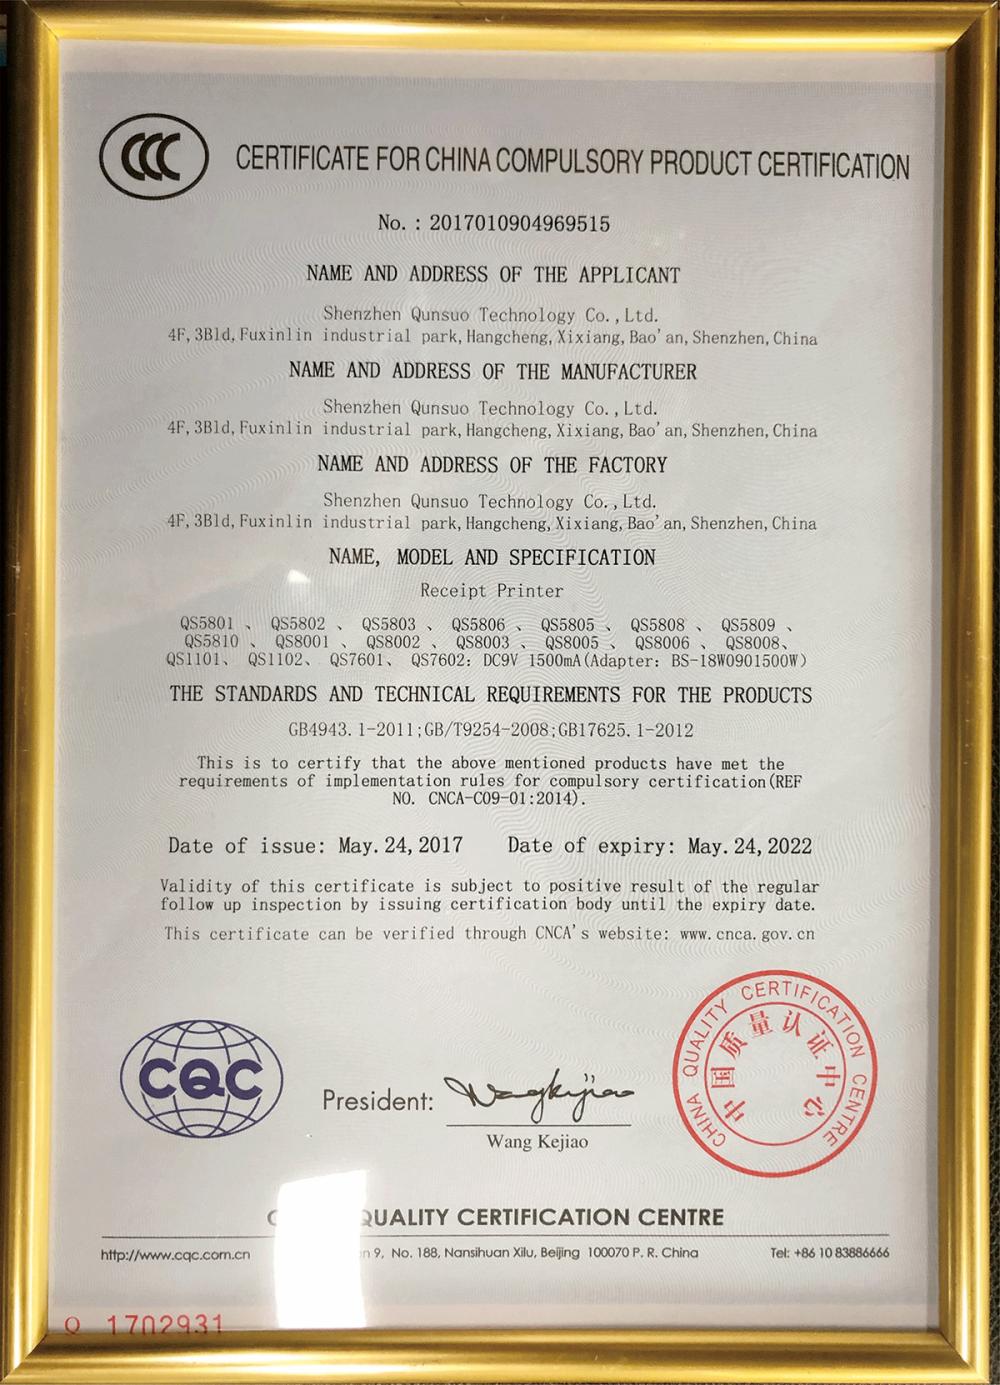 CCC
CERTIFICATE FOR CHINA COMPULSORY PRODUCT CERTIFICATION
No. : 2017010904969515
NAME AND ADDRESS OF THE APPLICANT
Shenzhen Qunsuo Technology Co.,Ltd.
4F,3Bld,Fuxinlin industrial park,Hangcheng,Xixiang,Bao'an,Shenzhen,China
NAME AND ADDRESS OF THE MANUFACTURER
Shenzhen Qunsuo Technology Co.,Ltd.
4F,3Bld,Fuxinlin industrial park,Hangcheng,Xixiang,Bao'an,Shenzhen,China
NAME AND ADDRESS OF THE FACTORY
Shenzhen Qunsuo Technology Co.,Ltd.
4F,3Bld,Fuxinlin industrial park,Hangcheng,Xixiang,Bao'an,Shenzhen,China
NAME, MODEL AND SPECIFICATION
Receipt Printer
QS5801 、 QS5802 、 QS5803 、 QS5806 、 QS5805 、 QS5808 、 QS5809 、
QS5810 、 QS8001 、 QS8002 、 QS8003 、 QS8005 、 QS8006 、 QS8008、
QS1101、 QS1102、 QS7601、 QS7602: DC9V 1500mA(Adapter: BS-18W0901500W)
THE STANDARDS AND TECHNICAL REQUIREMENTS FOR THE PRODUCTS
GB4943.1-2011;GB/T9254-2008;GB17625.1-2012
This is to certify that the above mentioned products have met the
requirements of implementation rules for compulsory certification(REF
NO. CNCA-C09-01:2014).
Date of issue: May.24,2017 Date of expiry: May.24,2022
Validity of this certificate is subject to positive result of the regular
follow up inspection by issuing certification body until the expiry date.
This certificate can be verified through CNCA's website: www.cnca.gov.cn
CQC
President: Wangkejiao
Wang Kejiao
CHINA QUALITY CERTIFICATION CENTRE
中国质量认证中心
QUALITY CERTIFICATION CENTRE
http://www.cqc.com.cn 9, No. 188, Nansihuan Xilu, Beijing 100070 P. R. China Tel: +86 10 83886666
Q 1702931